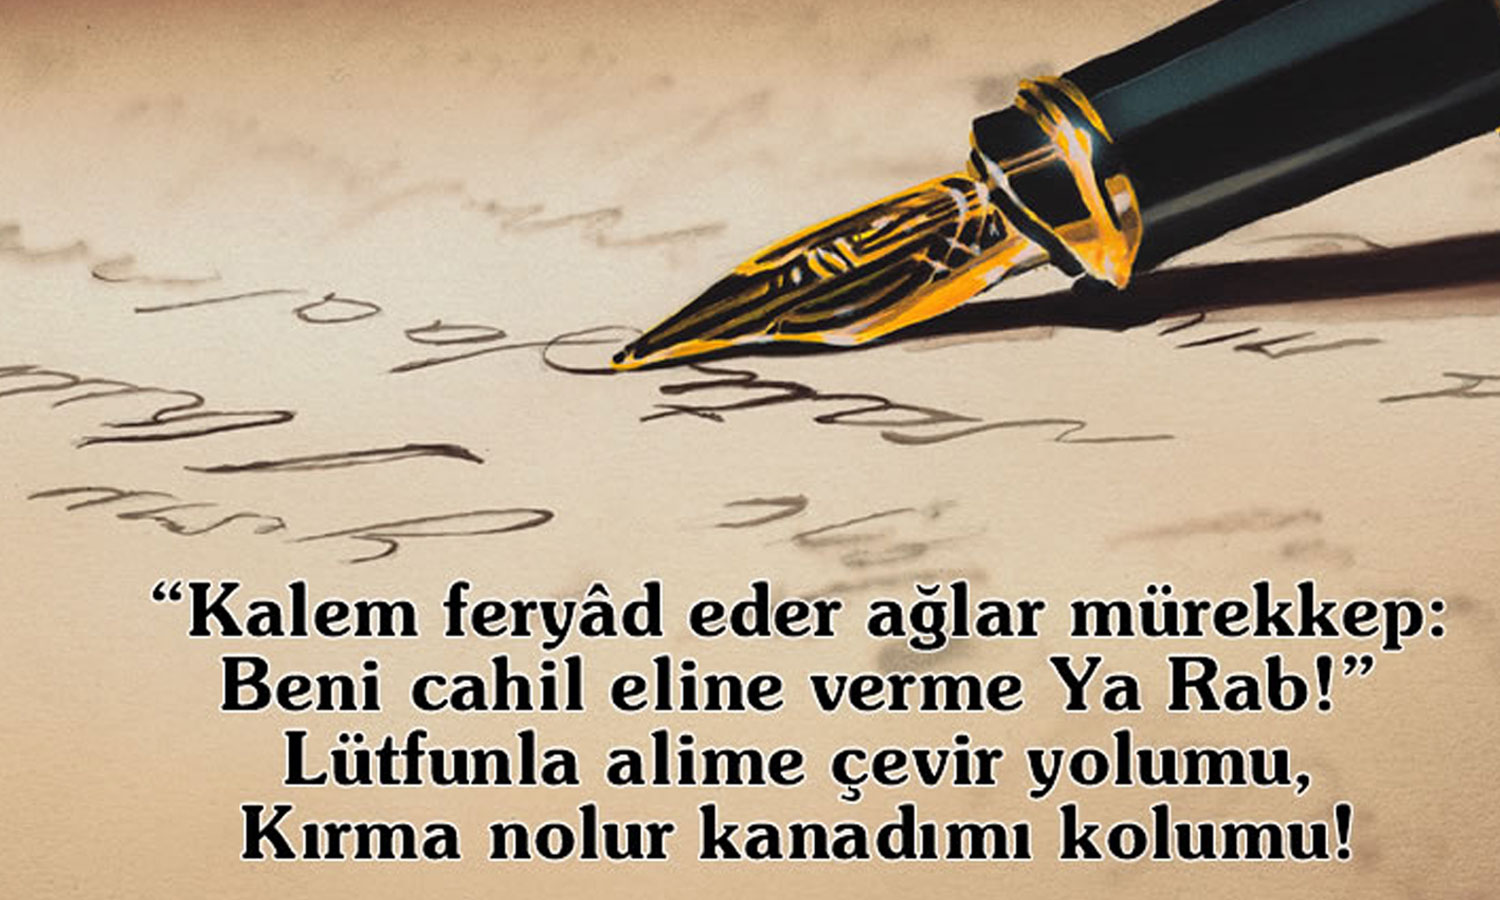 “Kalem feryâd eder ağlar mürekkep:
Beni cahil eline verme Ya Rab!”
Lütfunla alime çevir yolumu,
Kırma nolur kanadımı kolumu!